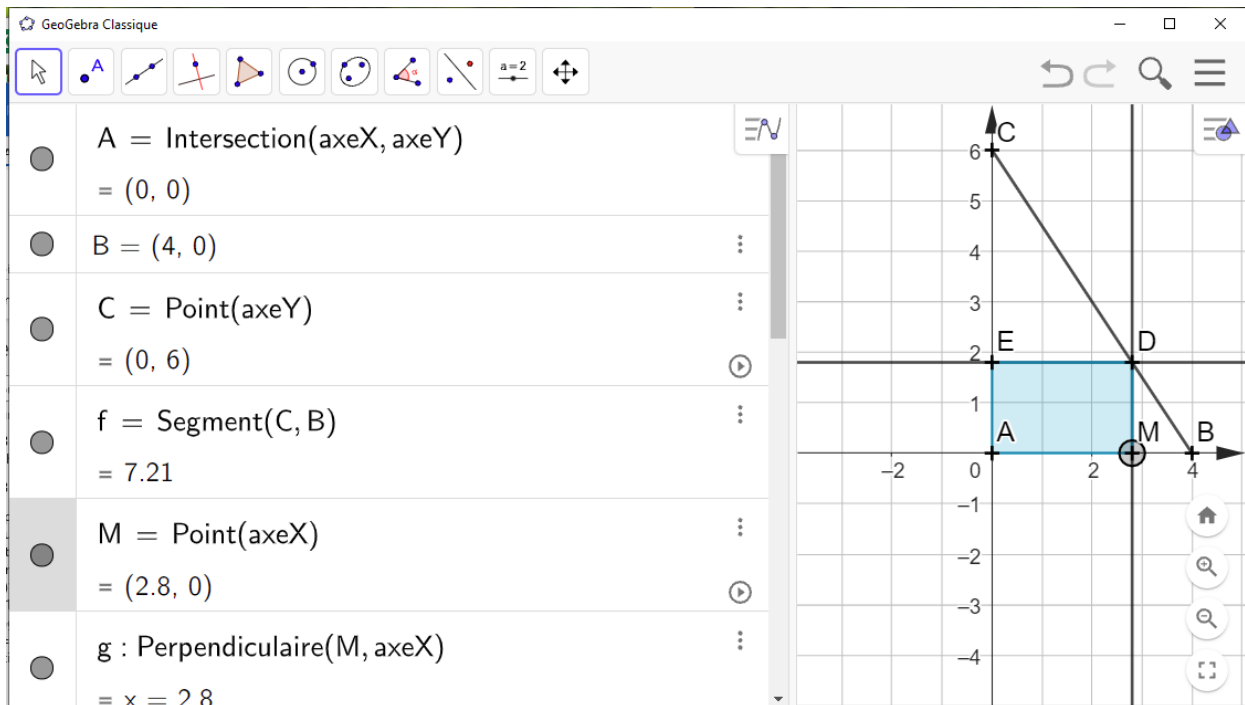 GeoGebra Classique
A
α
a=2
A = Intersection(axeX, axeY)
= (0, 0)
B = (4, 0)
C = Point(axeY)
= (0, 6)
f = Segment(C, B)
= 7.21
M = Point(axeX)
= (2.8, 0)
g : Perpendiculaire(M, axeX)
= x = 2.8
C
6
5
4
3
E
2
D
1
A
M
B
−2
0
2
4
−1
−2
−3
−4